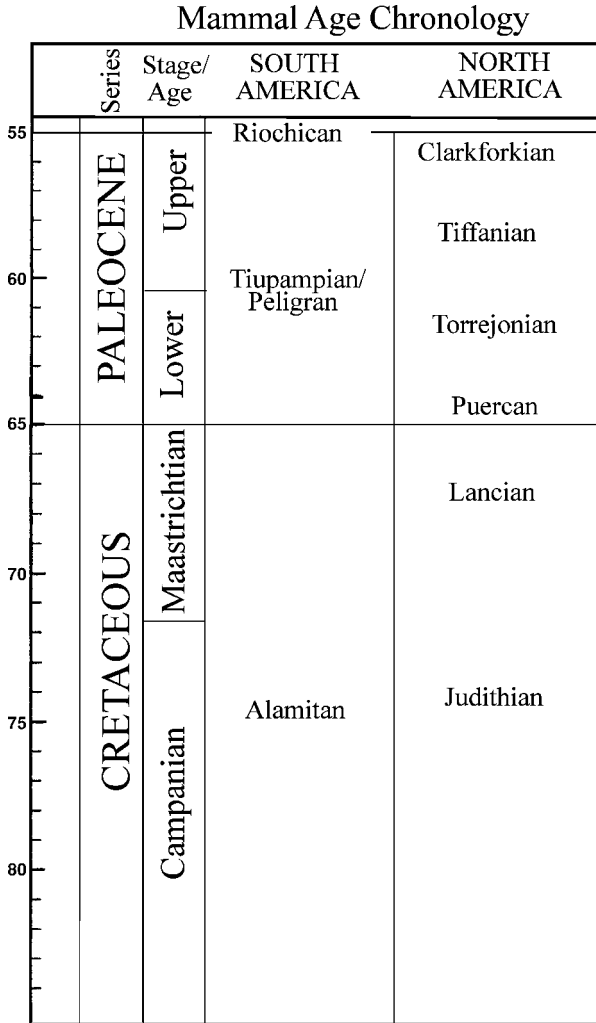 Mammal Age Chronology
Series
Stage/
Age
SOUTH
AMERICA
NORTH
AMERICA
55
60
65
70
75
80
PALEOCENE
CRETACEOUS
Upper
Lower
Maastrichtian
Campanian
Riochican
Tiupampian/
Peligran
Alamitan
Clarkforkian
Tiffanian
Torrejonian
Puercan
Lancian
Judithian